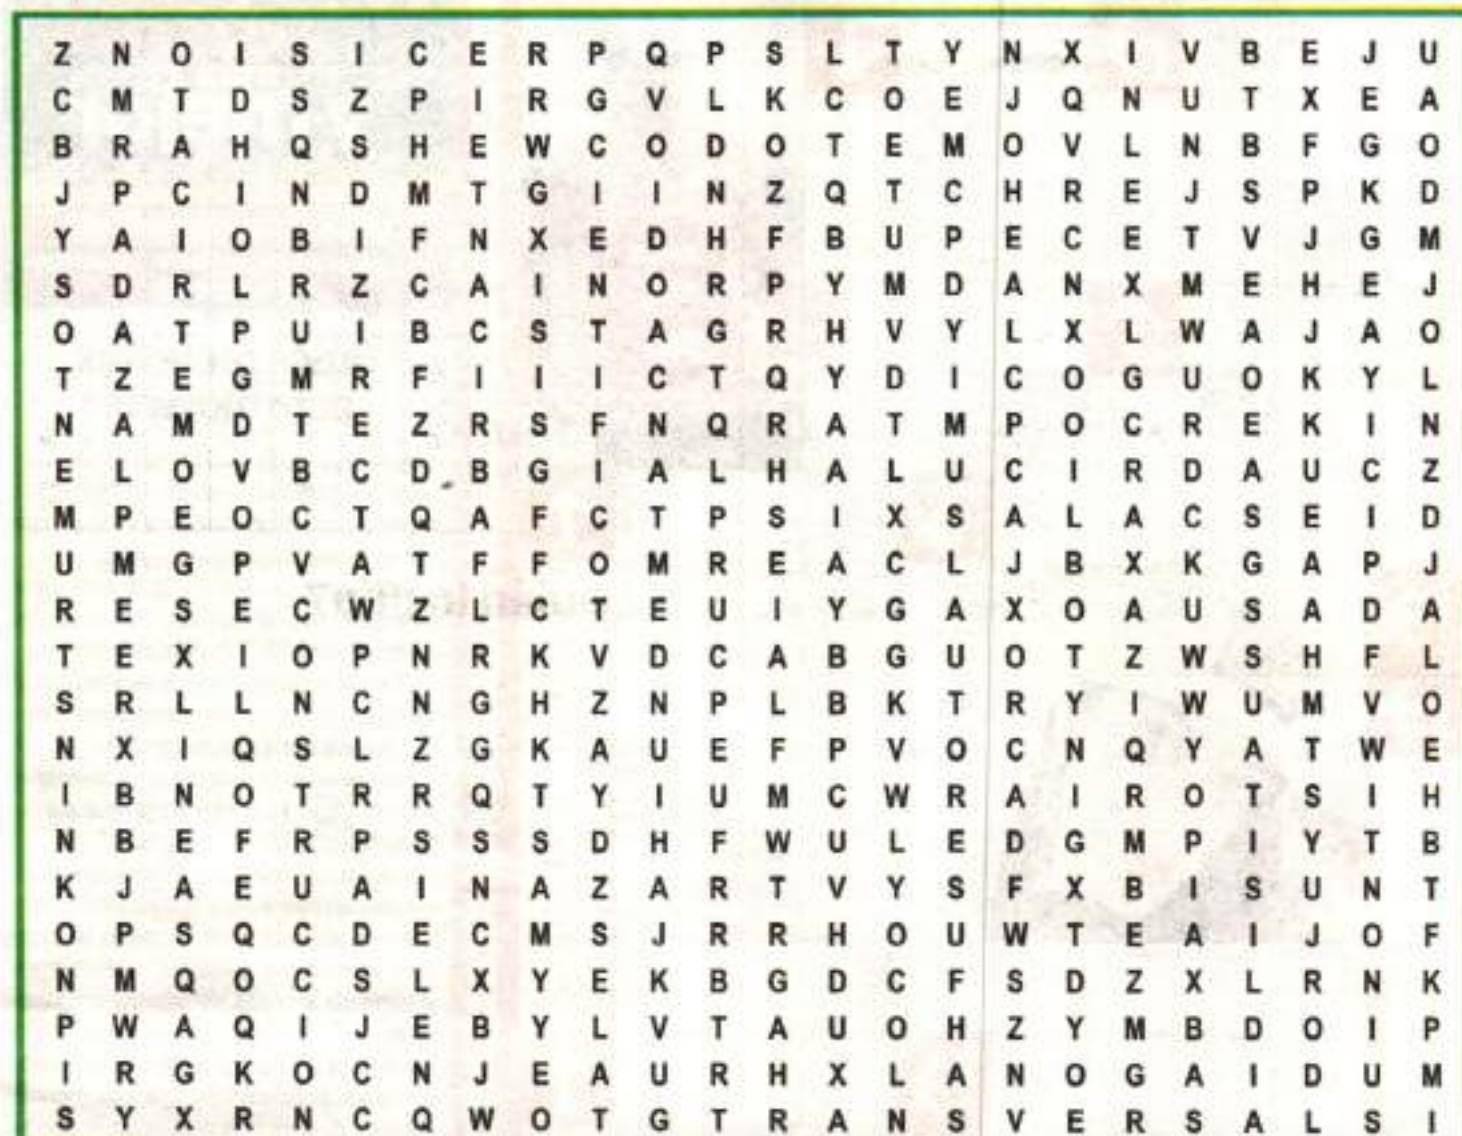 Z N O I S I C E R P Q P S L T Y N X I V B E J U
C M T D S Z P I R G V L K C O E J Q N U T X E A
B R A H Q S H E W C O D O T E M O V L N B F G O
J P C I N D M T G I I N Z Q T C H R E J S P K D
Y A I O B I F N X E D H F B U P E C E T V J G M
S D R L R Z C A I N O R P Y M D A N X M E H E J
O A T P U I B C S T A G R H V Y L X L W A J A O
T Z E G M R F I I I C T Q Y D I C O G U O K Y L
N A M D T E Z R S F N Q R A T M P O C R E K I N
E L O V B C D B G I A L H A L U C I R D A U C Z
M P E O C T Q A F C T P S I X S A L A C S E I D
U M G P V A T F F O M R E A C L J B X K G A P J
R E S E C W Z L C T E U I Y G A X O A U S A D A
T E X I O P N R K V D C A B G U O T Z W S H F L
S R L L N C N G H Z N P L B K T R Y I W U M V O
N X I Q S L Z G K A U E F P V O C N Q Y A T W E
I B N O T R R Q T Y I U M C W R A I R O T S I H
N B E F R P S S S D H F W U L E D G M P I Y T B
K J A E U A I N A Z A R T V Y S F X B I S U N T
O P S Q C D E C M S J R R H O U W T E A I J O F
N M Q O C S L X Y E K B G D C F S D Z X L R N K
P W A Q I J E B Y L V T A U O H Z Y M B D O I P
I R G K O C N J E A U R H X L A N O G A I D U M
S Y X R N C Q W O T G T R A N S V E R S A L S I